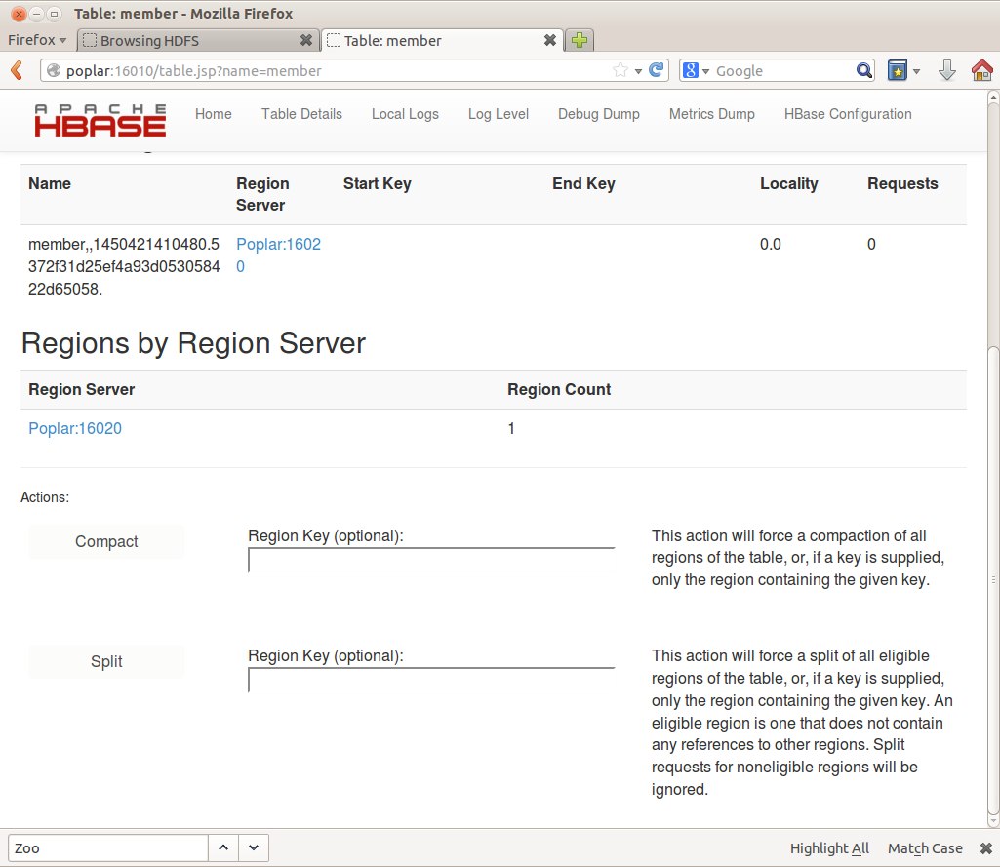 Table: member - Mozilla Firefox
Firefox
Browsing HDFS
Table: member
poplar:16010/table.jsp?name=member
8
Google
APACHE
HBASE
Home
Table Details
Local Logs
Log Level
Debug Dump
Metrics Dump
HBase Configuration
Name
Region
Server
Start Key
End Key
Locality
Requests
member,,1450421410480.5
372f31d25ef4a93d0530584
22d65058.
Poplar:1602
0
0.0
0
Regions by Region Server
Region Server
Region Count
Poplar:16020
1
Actions:
Compact
Region Key (optional):
This action will force a compaction of all
regions of the table, or, if a key is supplied,
only the region containing the given key.
Split
Region Key (optional):
This action will force a split of all eligible
regions of the table, or, if a key is supplied,
only the region containing the given key. An
eligible region is one that does not contain
any references to other regions. Split
requests for noneligible regions will be
ignored.
Zoo
Highlight All
Match Case